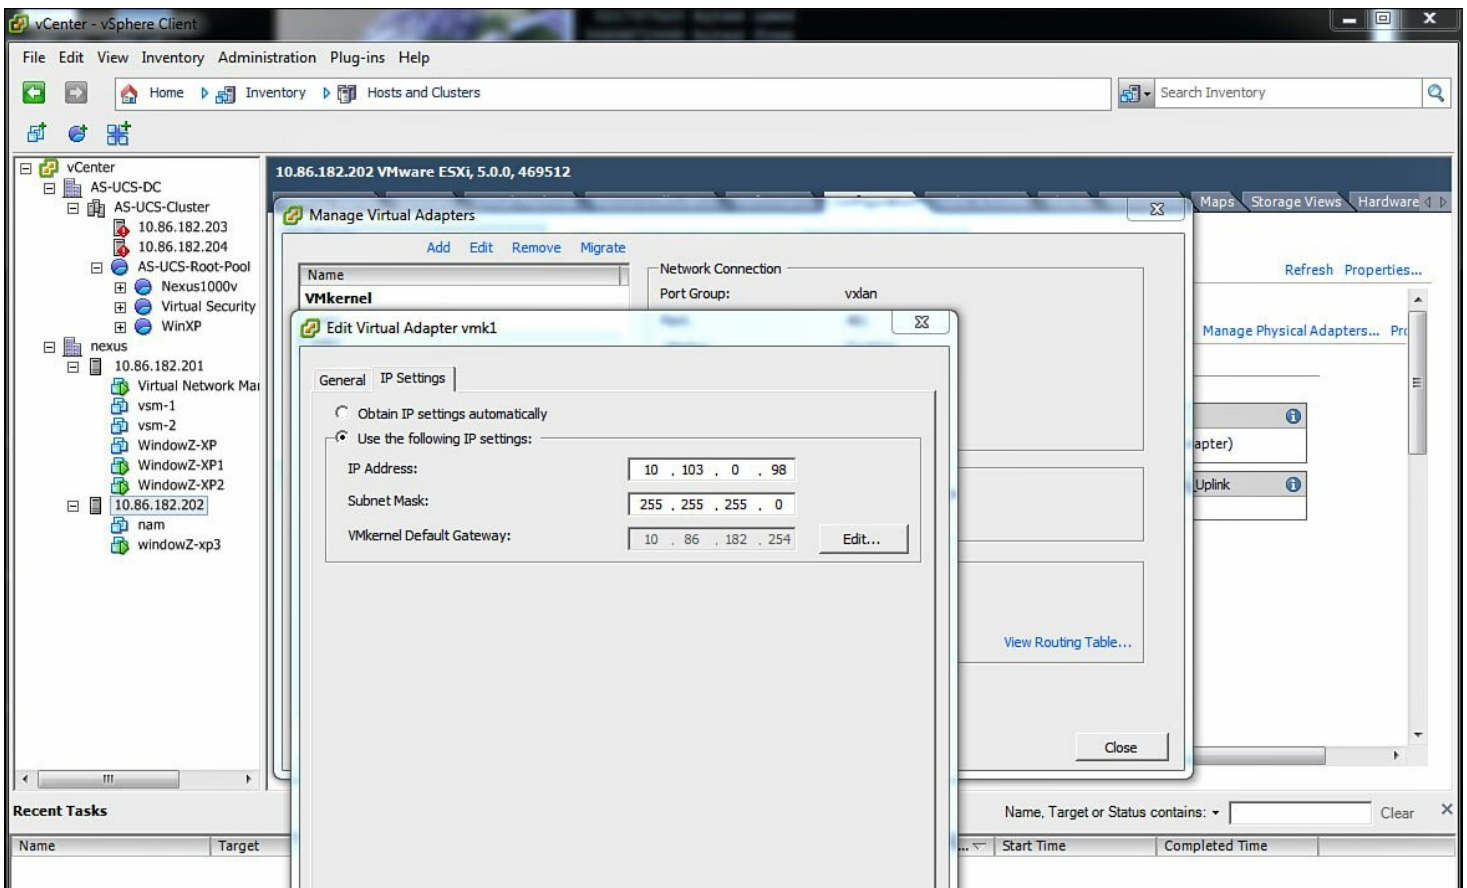 vCenter - vSphere Client
File Edit View Inventory Administration Plug-ins Help
Home Inventory Hosts and Clusters
Search Inventory
vCenter
AS-UCS-DC
AS-UCS-Cluster
10.86.182.203
10.86.182.204
AS-UCS-Root-Pool
Nexus1000v
Virtual Security
WinXP
nexus
10.86.182.201
Virtual Network Ma
vsm-1
vsm-2
WindowZ-XP
WindowZ-XP1
WindowZ-XP2
10.86.182.202
nam
windowZ-xp3
10.86.182.202 VMware ESXi, 5.0.0, 469512
Maps Storage Views Hardware
Refresh Properties...
Manage Physical Adapters... Pro
apter)
_Uplink
Manage Virtual Adapters
Add Edit Remove Migrate
Name
VMkernel
Network Connection
Port Group: vxlan
View Routing Table...
Close
Edit Virtual Adapter vmk1
General IP Settings
Obtain IP settings automatically
Use the following IP settings:
IP Address: 10 . 103 . 0 . 98
Subnet Mask: 255 . 255 . 255 . 0
VMkernel Default Gateway: 10 . 86 . 182 . 254 Edit...
Recent Tasks
Name, Target or Status contains: Clear
Name Target ... Start Time Completed Time